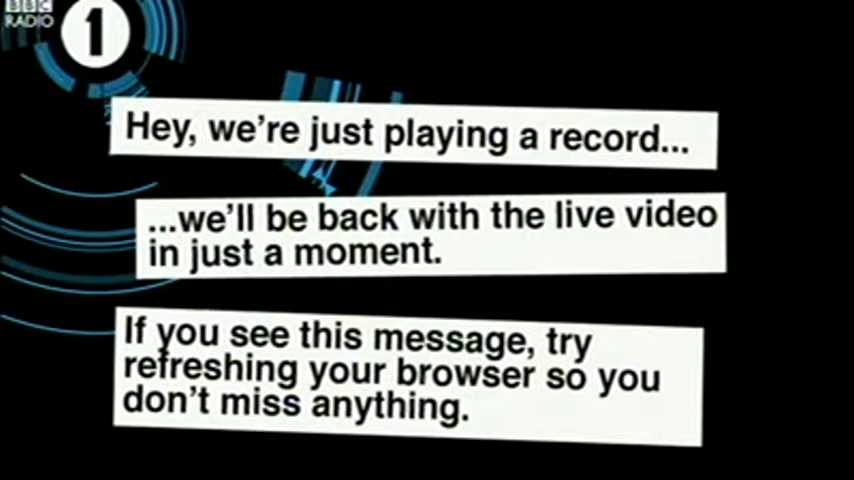 BBC
RADIO
1
Hey, we're just playing a record...
...we'll be back with the live video
in just a moment.
If you see this message, try
refreshing your browser so you
don't miss anything.